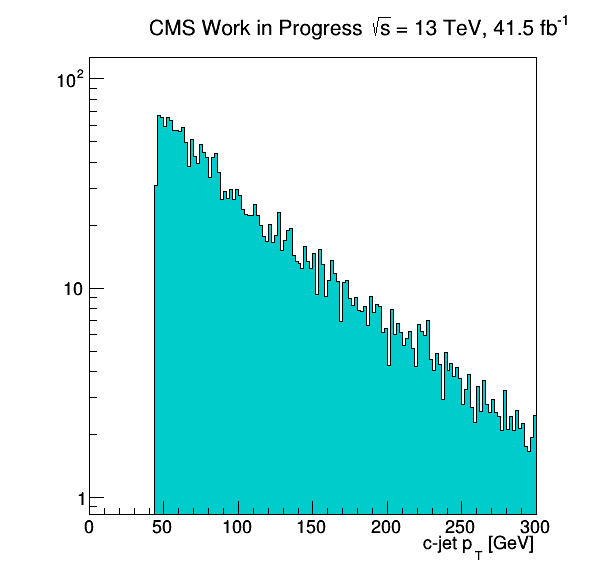 CMS Work in Progress √s = 13 TeV, 41.5 fb⁻¹
10²
10
1
0 50 100 150 200 250 300
c-jet p_T [GeV]